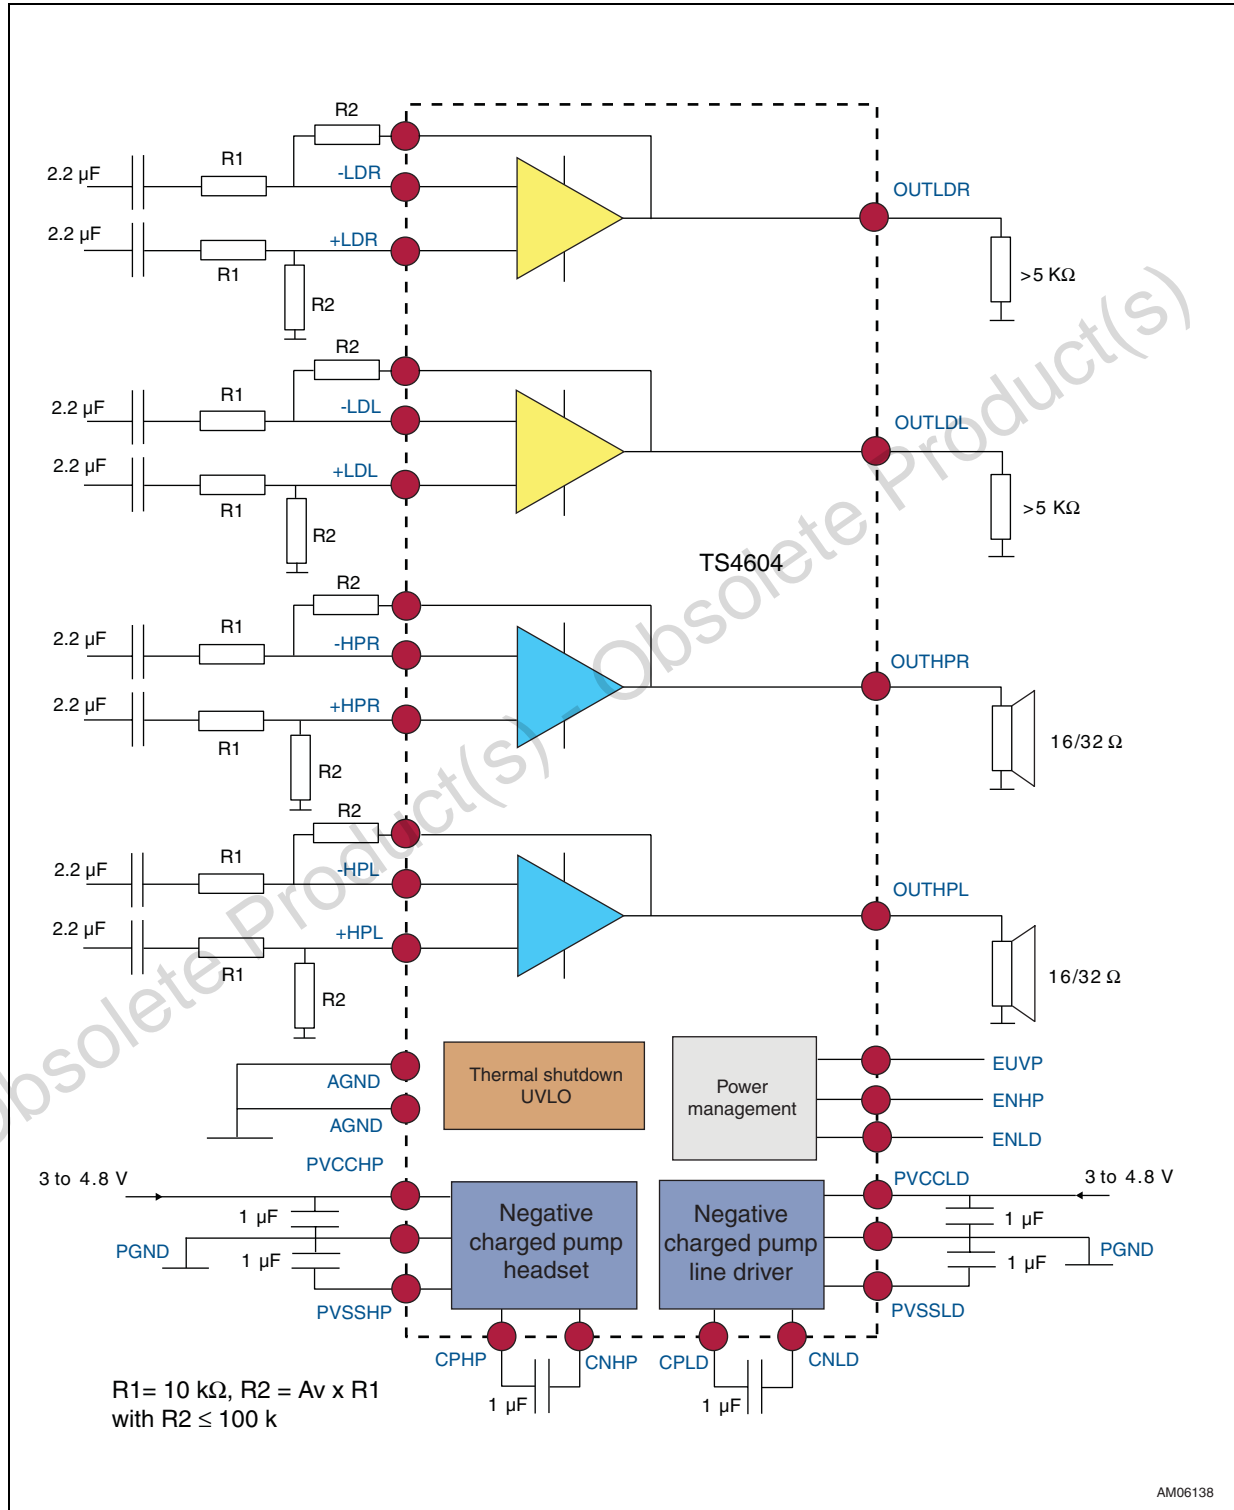 R2
R1
2.2 µF
-LDR
OUTLDR
2.2 µF
+LDR
R1
>5 KΩ
R2
R2
R1
2.2 µF
-LDL
OUTLDL
2.2 µF
+LDL
R1
>5 KΩ
R2
TS4604
R2
R1
2.2 µF
-HPR
OUTHPR
2.2 µF
+HPR
R1
16/32 Ω
R2
R2
R1
2.2 µF
-HPL
OUTHPL
2.2 µF
+HPL
R1
16/32 Ω
R2
AGND
AGND
Thermal shutdown
UVLO
Power
management
EUVP
ENHP
ENLD
PVCCHP
3 to 4.8 V
1 µF
PGND
1 µF
PVSSHP
Negative
charged pump
headset
Negative
charged pump
line driver
PVCCLD
3 to 4.8 V
1 µF
PGND
1 µF
PVSSLD
CPHP
CNHP
CPLD
CNLD
1 µF
1 µF
R1= 10 kΩ, R2 = Av x R1
with R2 ≤ 100 k
AM06138
Obsolete Product(s) - Obsolete Product(s)